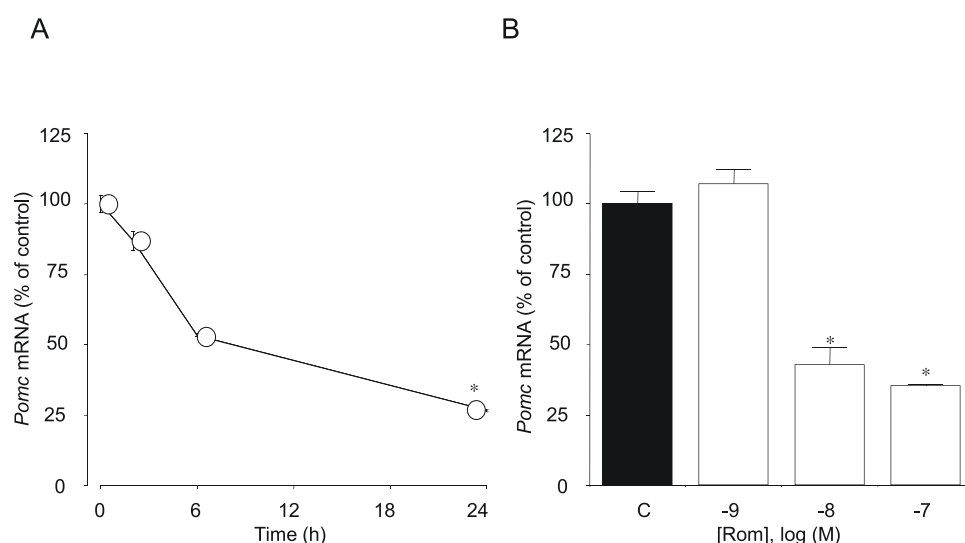 A
Pomc mRNA (% of control)
125
100
75
50
25
0
*
0 6 12 18 24
Time (h)
B
Pomc mRNA (% of control)
125
100
75
50
25
0
*
*
C -9 -8 -7
[Rom], log (M)